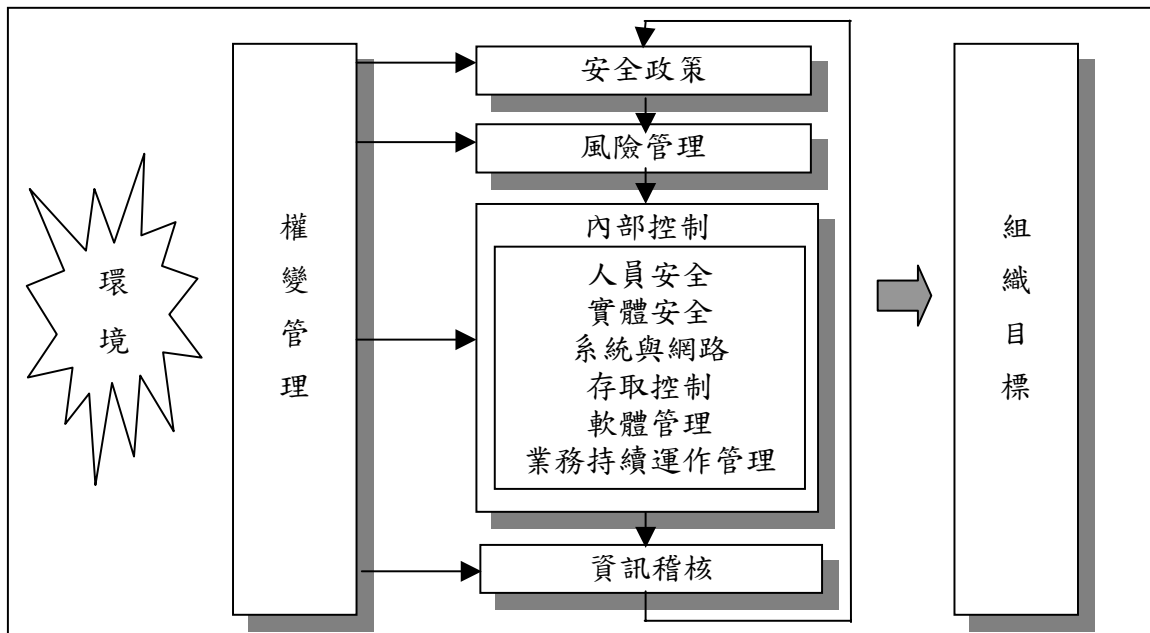 環境
權變管理
安全政策
風險管理
內部控制
人員安全
實體安全
系統與網路
存取控制
軟體管理
業務持續運作管理
資訊稽核
組織目標